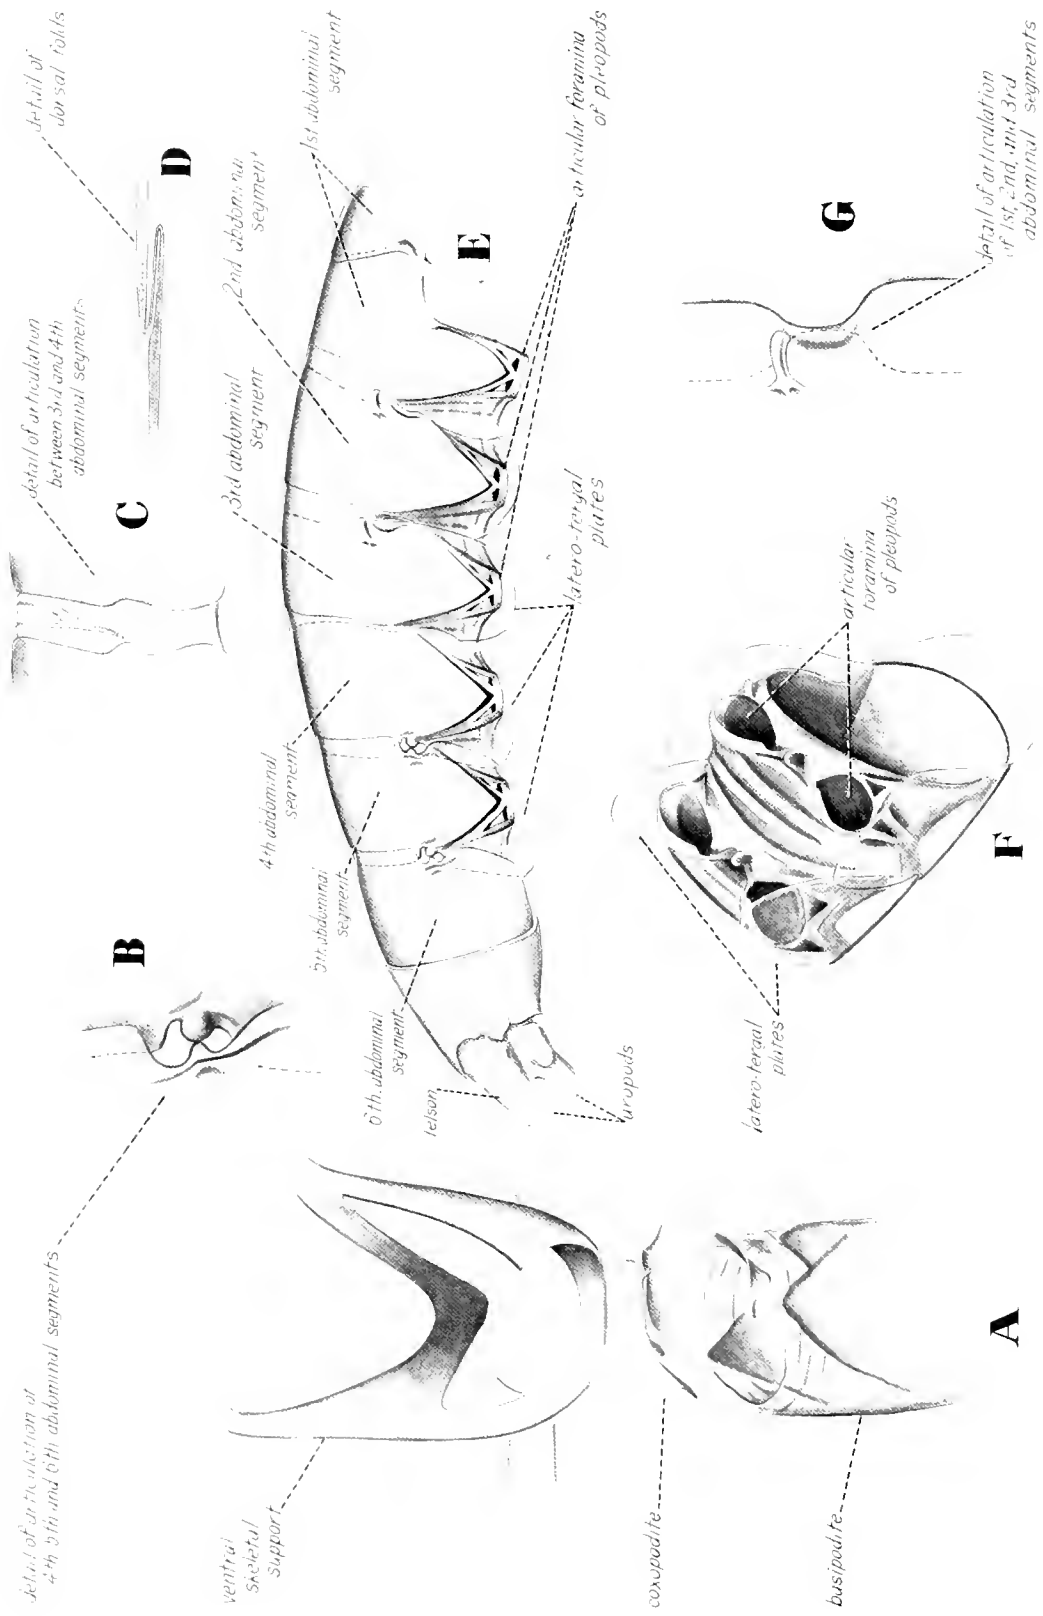 detail of articulation of
4th 5th and 6th abdominal segments
B
detail of articulation
between 3rd and 4th
abdominal segments
C
detail of
dorsal folds
D
ventral
skeletal
support
coxopodite
basipodite
A
telson
uropods
6th. abdominal
segment
5th. abdominal
segment
4th abdominal
segment
3rd abdominal
segment
2nd abdominal
segment
1st abdominal
segment
E
articular foramina
of pleopods
latero-tergal
plates
latero-tergal
plates
articular
foramina
of pleopods
F
G
detail of articulation
of 1st, 2nd, and 3rd
abdominal segments